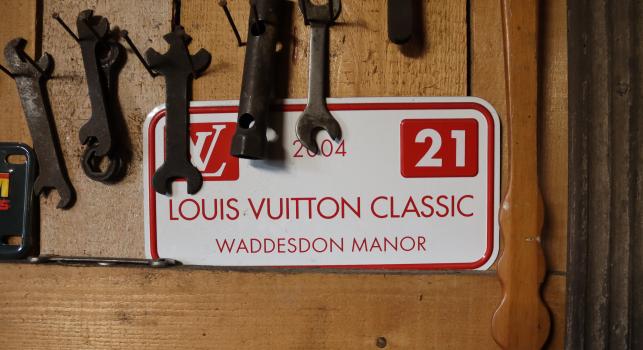 LV 2004 21
LOUIS VUITTON CLASSIC
WADDESDON MANOR